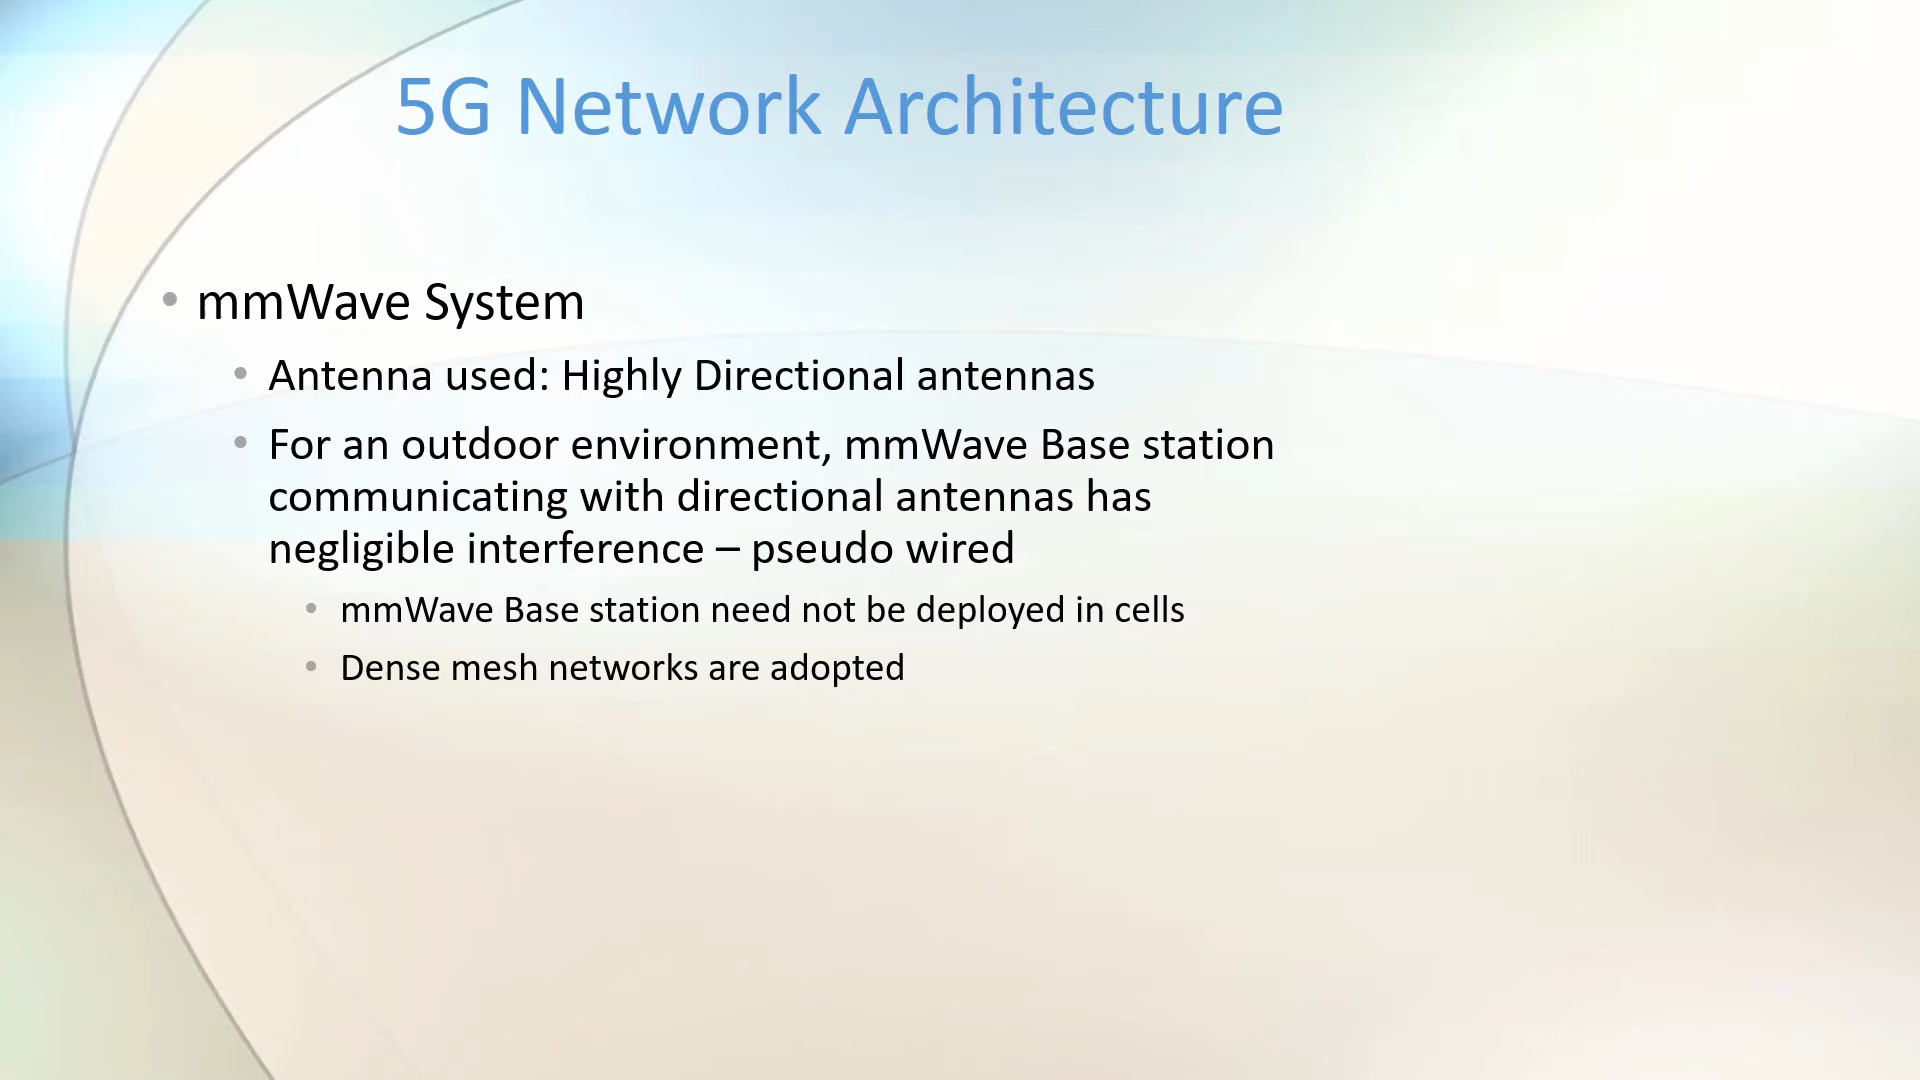 5G Network Architecture
• mmWave System
• Antenna used: Highly Directional antennas
• For an outdoor environment, mmWave Base station
communicating with directional antennas has
negligible interference – pseudo wired
• mmWave Base station need not be deployed in cells
• Dense mesh networks are adopted